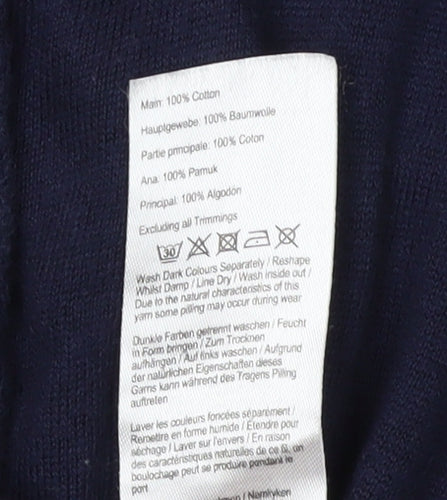 Main: 100% Cotton
Hauptgewebe: 100% Baumwolle
Partie principale: 100% Coton
Ana: 100% Pamuk
Principal: 100% Algodón
Excluding all Trimmings
30
Wash Dark Colours Separately / Reshape
Whilst Damp / Line Dry / Wash inside out /
Due to the natural characteristics of this
yarn some pilling may occur during wear
Dunkle Farben getrennt waschen / Feucht
in Form bringen / Zum Trocknen
aufhängen / Auf links waschen / Aufgrund
der natürlichen Eigenschaften dieses
Garns kann während des Tragens Pilling
auftreten
Laver les couleurs foncées séparément /
Remettre en forme humide / Étendre pour
séchage / Laver sur l'envers / En raison
des caractéristiques naturelles de ce fil, un
boulochage peut se produire pendant le
port
/ Namliyken